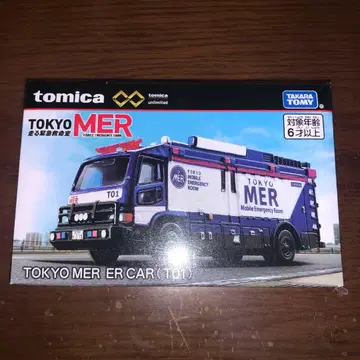 tomica
tomica
unlimited
TAKARA
TOMY
TOKYO MER
走る緊急救命室
対象年齢
6才以上
T01
TOKYO
MOBILE
EMERGENCY
ROOM
MER
TOKYO
MER
Mobile Emergency Room
TOKYO MER ER CAR (T01)